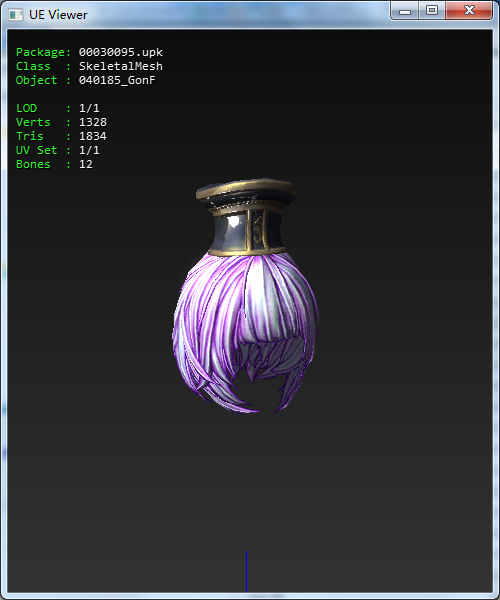 UE Viewer
Package: 00030095.upk
Class : SkeletalMesh
Object : 040185_GonF
LOD : 1/1
Verts : 1328
Tris : 1834
UV Set : 1/1
Bones : 12